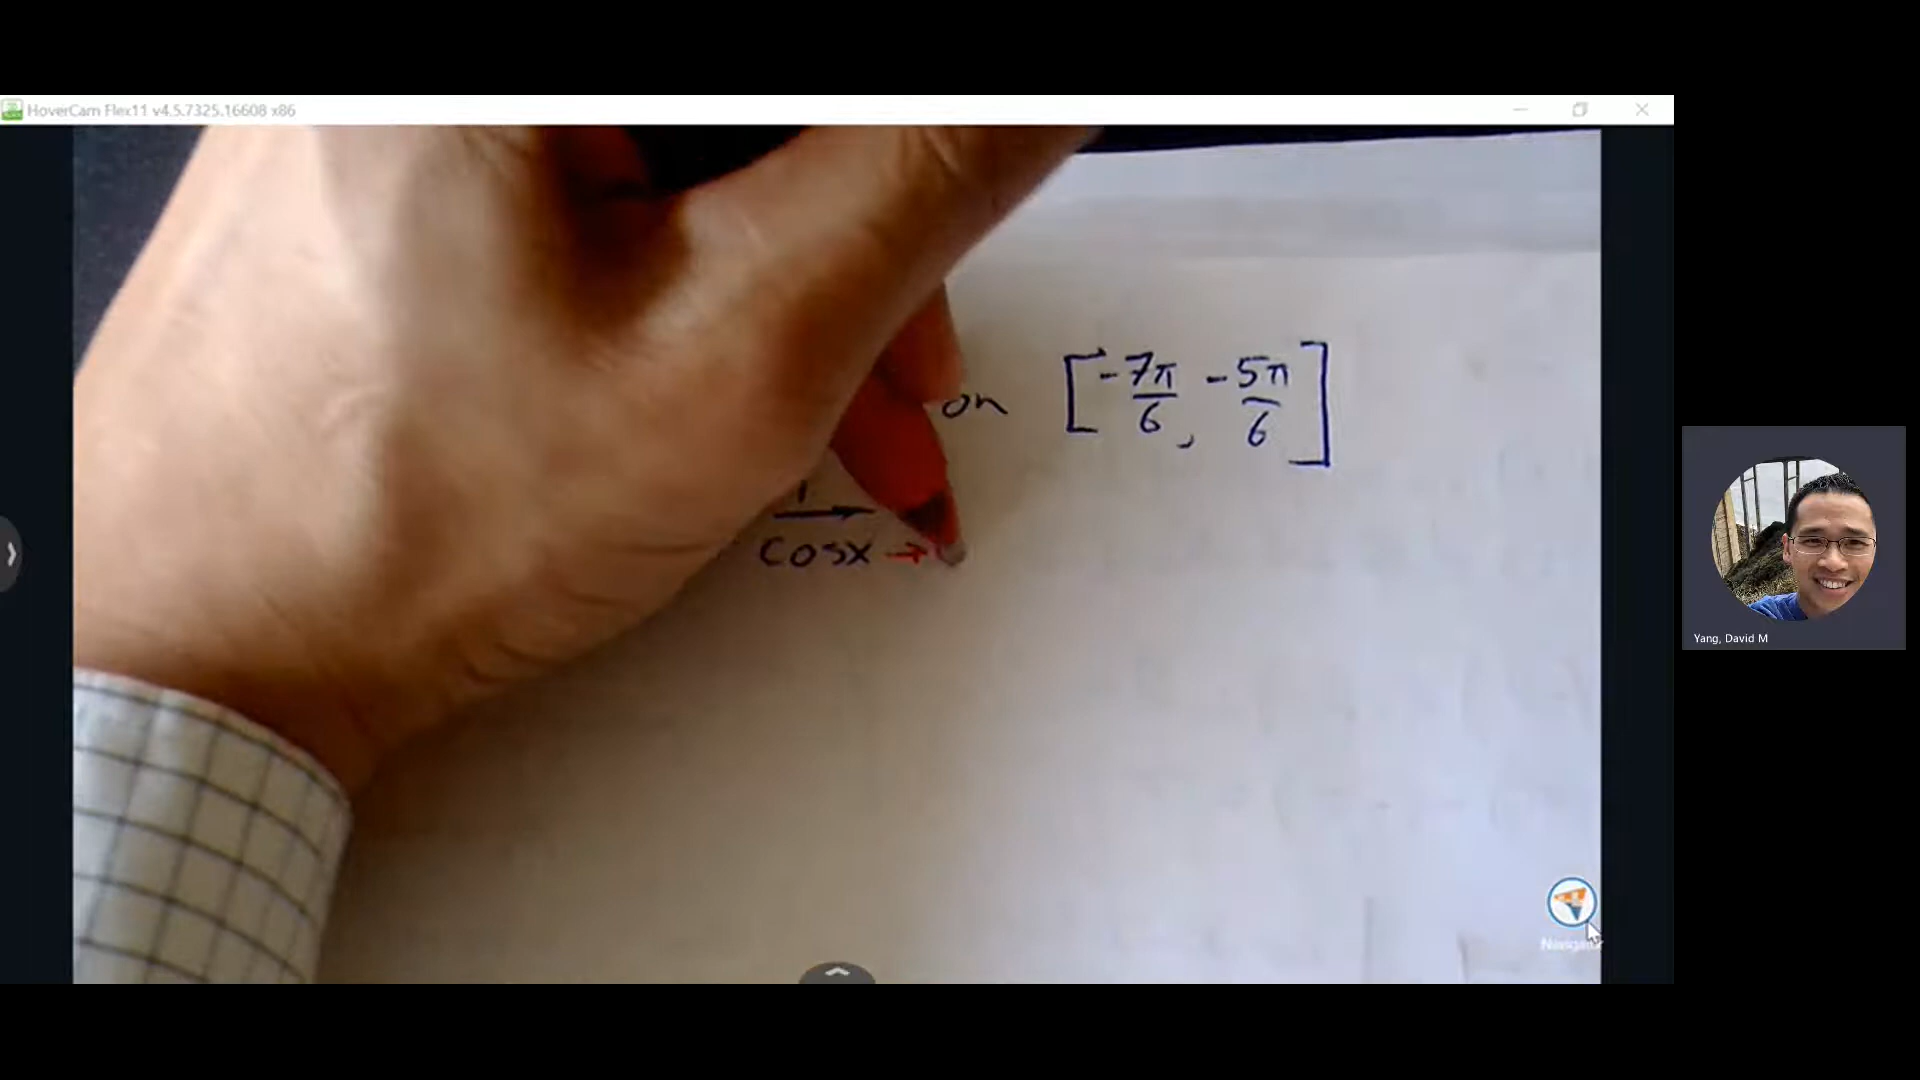 HoverCam Flex11 v4.5.7325.16608 x86
on [-7π/6, -5π/6]
1
cosx →
Yang, David M